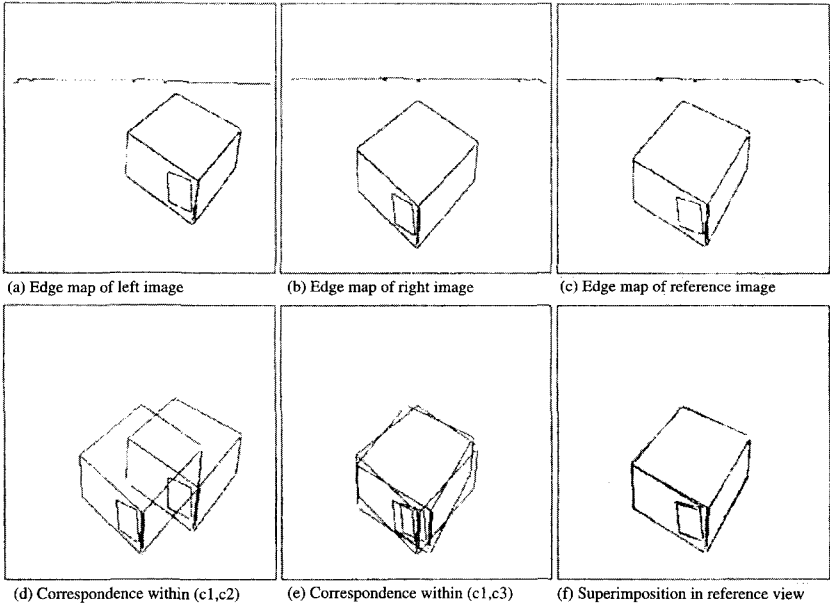 (a) Edge map of left image
(b) Edge map of right image
(c) Edge map of reference image
(d) Correspondence within (c1,c2)
(e) Correspondence within (c1,c3)
(f) Superimposition in reference view